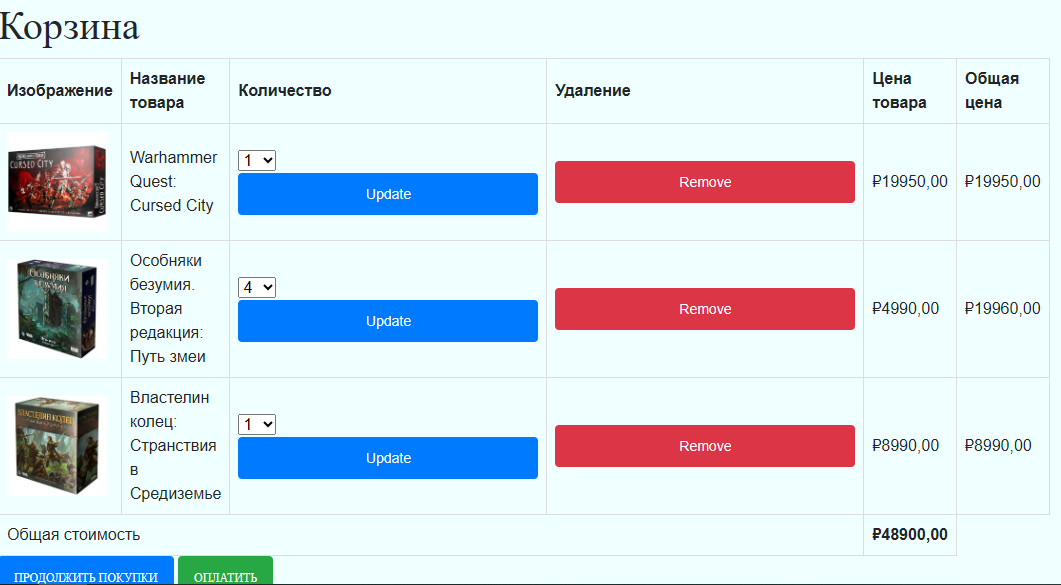 Корзина
Изображение
Название
товара
Количество
Удаление
Цена
товара
Общая
цена
CURSED CITY
Warhammer
Quest:
Cursed City
1
Update
Remove
₽19950,00
₽19950,00
Особняки
безумия
Особняки
безумия.
Вторая
редакция:
Путь змеи
4
Update
Remove
₽4990,00
₽19960,00
ВЛАСТЕЛИН КОЛЕЦ
Властелин
колец:
Странствия
в
Средиземье
1
Update
Remove
₽8990,00
₽8990,00
Общая стоимость
₽48900,00
ПРОДОЛЖИТЬ ПОКУПКИ
ОПЛАТИТЬ